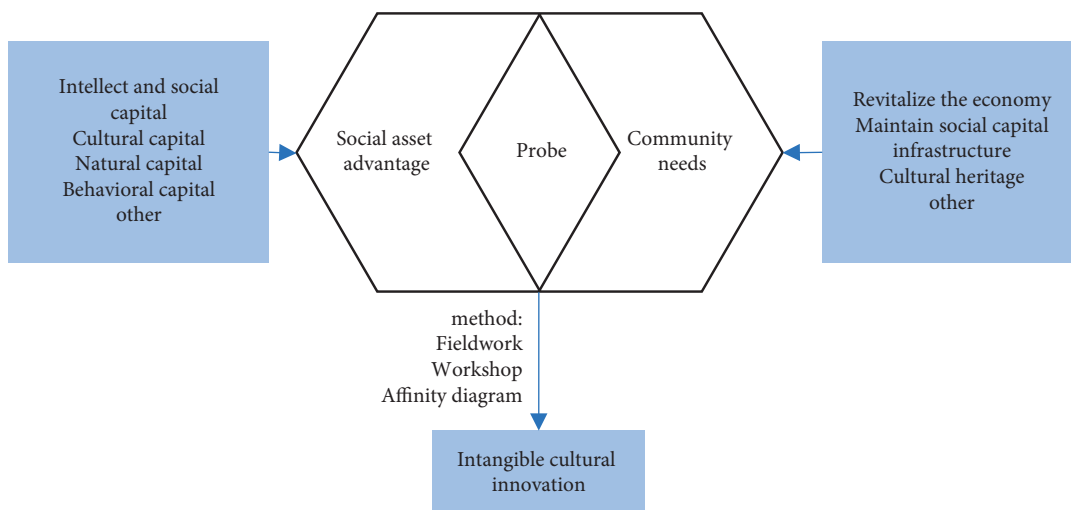 Intellect and social
capital
Cultural capital
Natural capital
Behavioral capital
other
Social asset
advantage
Probe
Community
needs
Revitalize the economy
Maintain social capital
infrastructure
Cultural heritage
other
method:
Fieldwork
Workshop
Affinity diagram
Intangible cultural
innovation